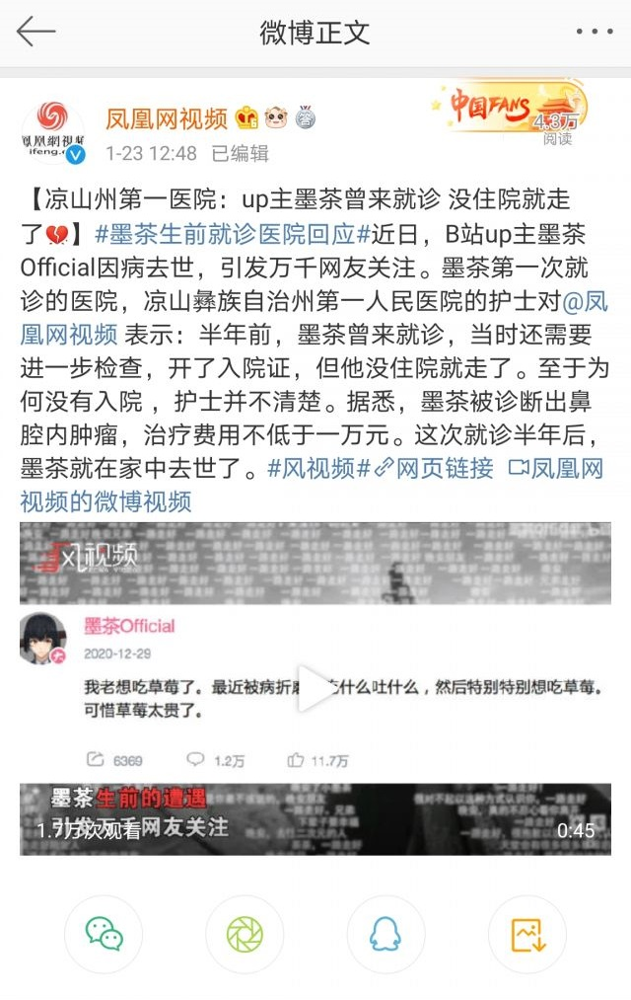 微博正文
中国FANS
4.3万
阅读
鳳凰網視頻
ifeng.c
凤凰网视频
1-23 12:48 已编辑
【凉山州第一医院：up主墨茶曾来就诊 没住院就走
了💔】#墨茶生前就诊医院回应#近日，B站up主墨茶
Official因病去世，引发万千网友关注。墨茶第一次就
诊的医院，凉山彝族自治州第一人民医院的护士对@凤
凰网视频 表示：半年前，墨茶曾来就诊，当时还需要
进一步检查，开了入院证，但他没住院就走了。至于为
何没有入院 ，护士并不清楚。据悉，墨茶被诊断出鼻
腔内肿瘤，治疗费用不低于一万元。这次就诊半年后，
墨茶就在家中去世了。#风视频#网页链接 凤凰网
视频的微博视频
风视频
墨茶Official
2020-12-29
我老想吃草莓了。最近被病折 什么吐什么，然后特别特别想吃草莓。
可惜草莓太贵了。
6369 1.2万 11.7万
墨茶生前的遭遇
引发万千网友关注
1.7万次观看
0:45